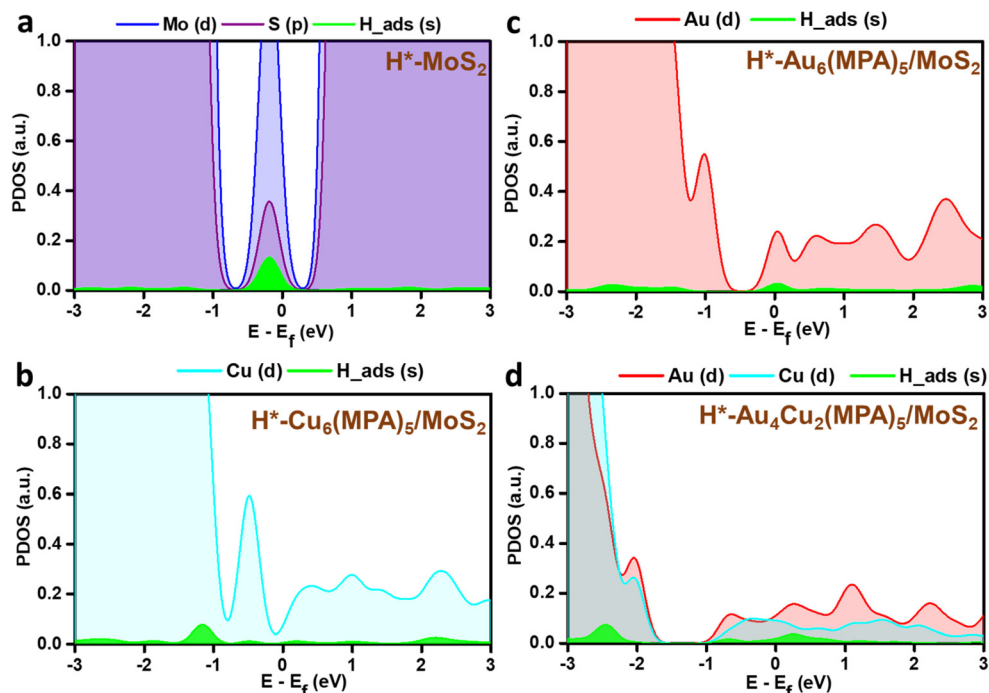 a
Mo (d) S (p) H_ads (s)
H*-MoS₂
1.0
0.8
0.6
0.4
0.2
0.0
PDOS (a.u.)
-3 -2 -1 0 1 2 3
E - E_f (eV)
c
Au (d) H_ads (s)
H*-Au₆(MPA)₅/MoS₂
1.0
0.8
0.6
0.4
0.2
0.0
PDOS (a.u.)
-3 -2 -1 0 1 2 3
E - E_f (eV)
b
Cu (d) H_ads (s)
H*-Cu₆(MPA)₅/MoS₂
1.0
0.8
0.6
0.4
0.2
0.0
PDOS (a.u.)
-3 -2 -1 0 1 2 3
E - E_f (eV)
d
Au (d) Cu (d) H_ads (s)
H*-Au₄Cu₂(MPA)₅/MoS₂
1.0
0.8
0.6
0.4
0.2
0.0
PDOS (a.u.)
-3 -2 -1 0 1 2 3
E - E_f (eV)